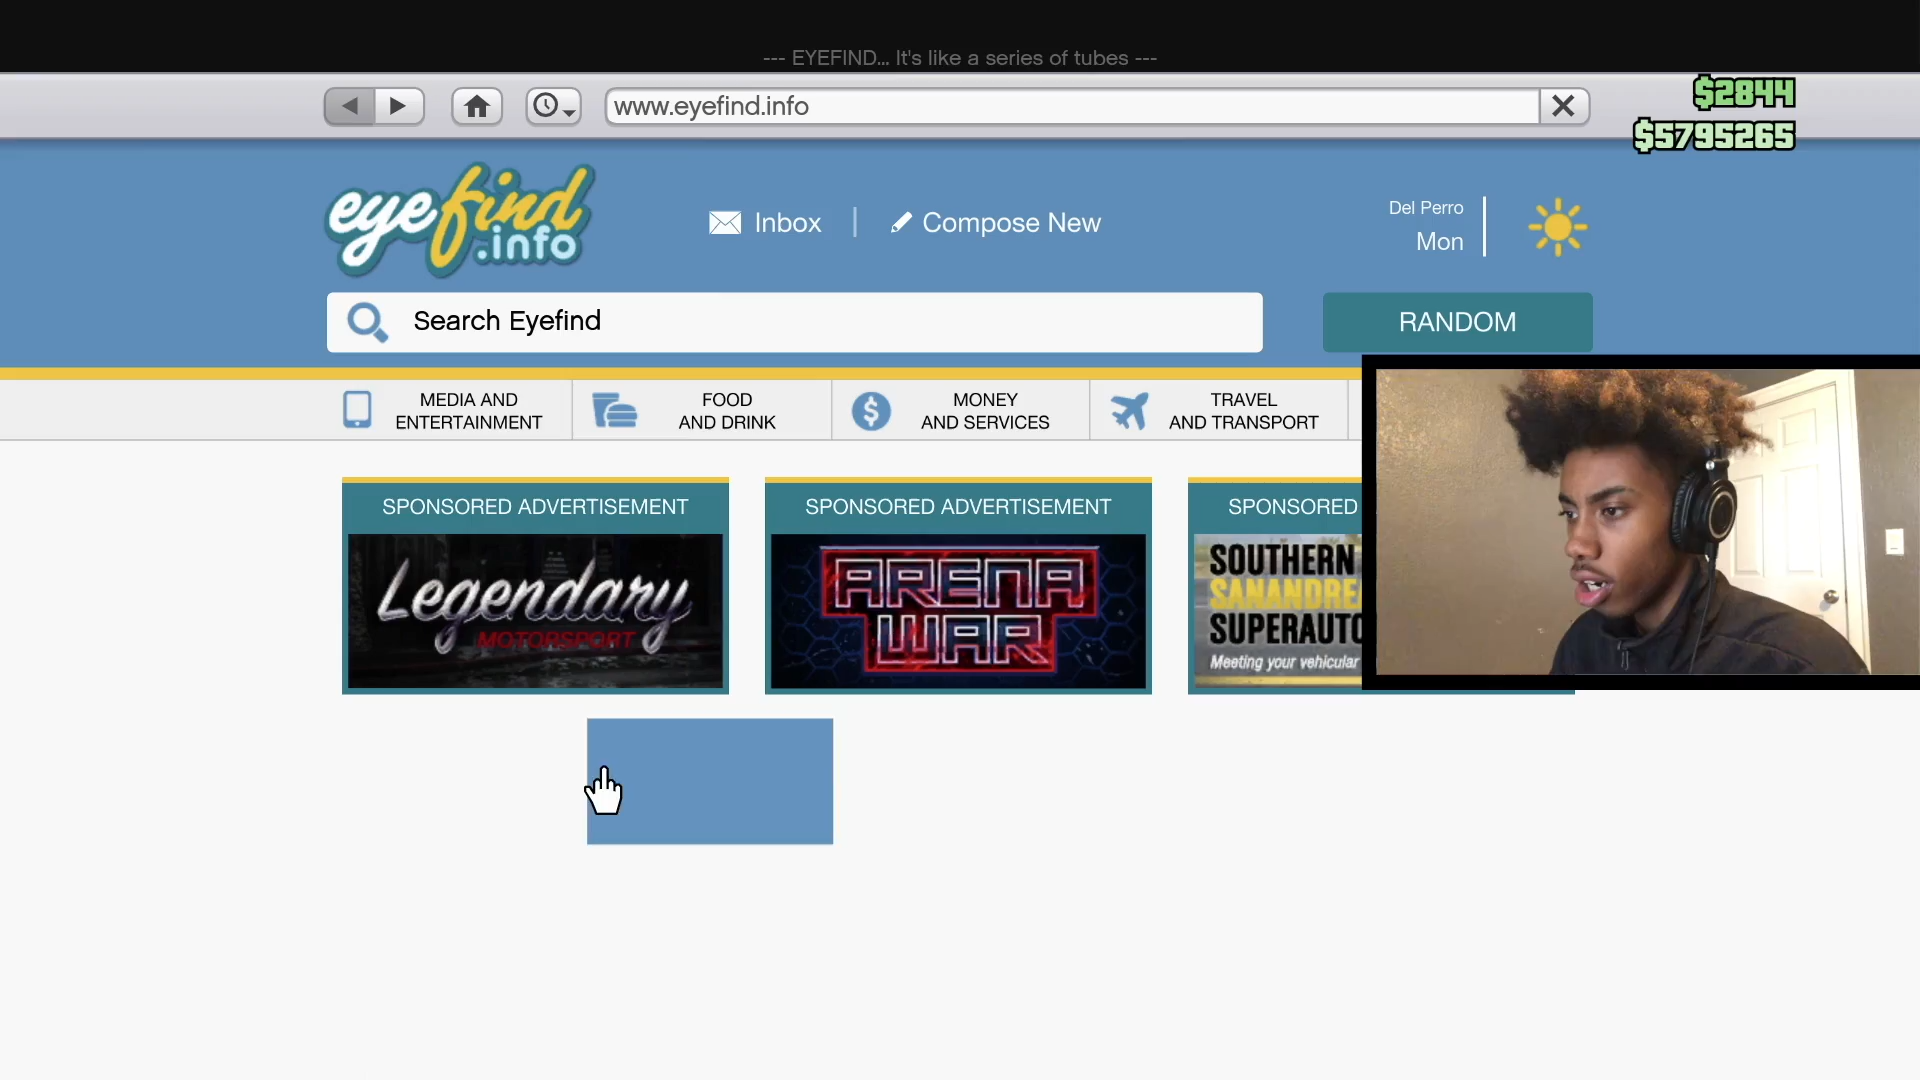 --- EYEFIND... It's like a series of tubes ---
www.eyefind.info
$2844
$5795265
eyefind
.info
Inbox
Compose New
Del Perro
Mon
Search Eyefind
RANDOM
MEDIA AND
ENTERTAINMENT
FOOD
AND DRINK
MONEY
AND SERVICES
TRAVEL
AND TRANSPORT
SPONSORED ADVERTISEMENT
Legendary
MOTORSPORT
SPONSORED ADVERTISEMENT
ARENA
WAR
SPONSORED
SOUTHERN
SANANDRE
SUPERAUTO
Meeting your vehicular